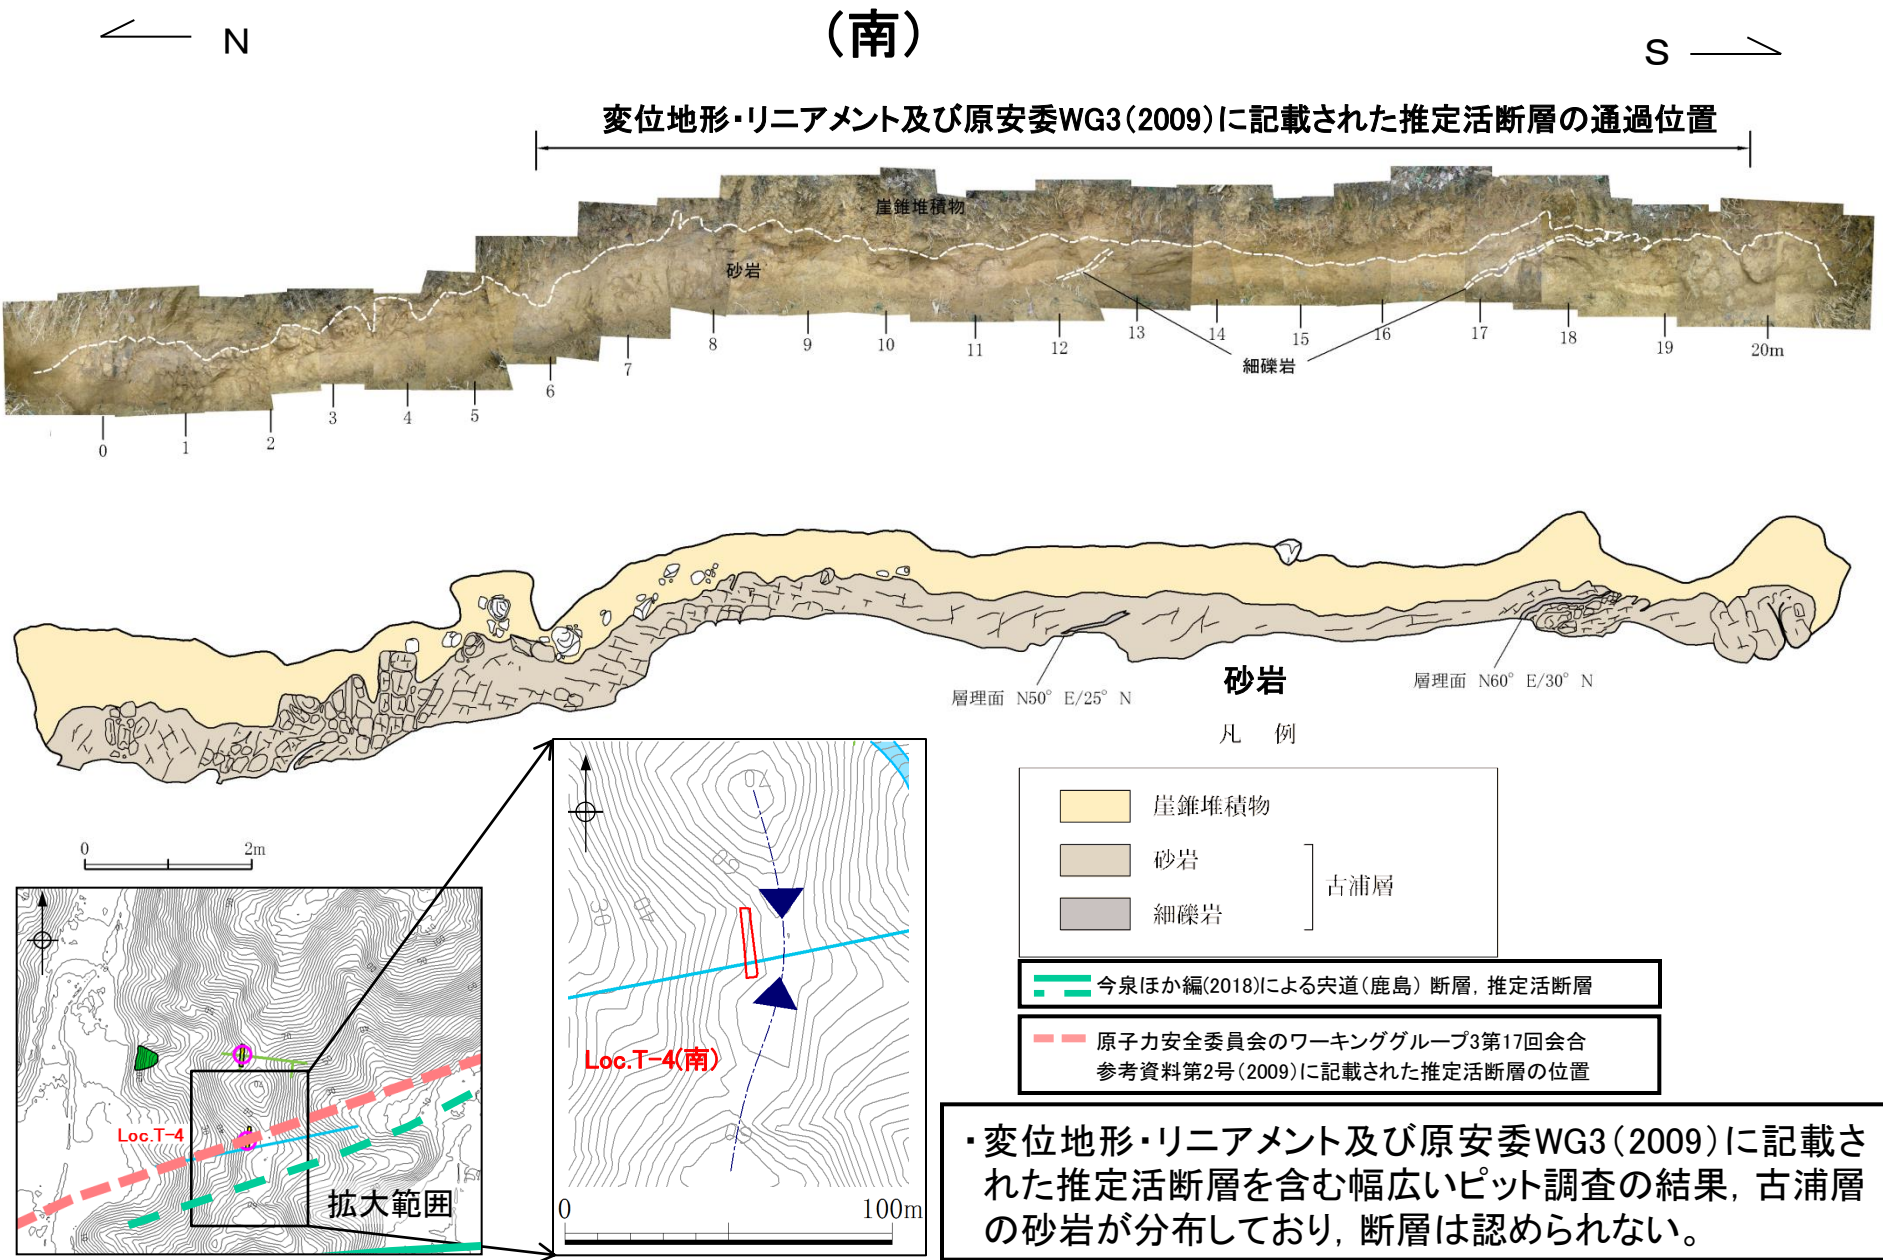 (南)
N
S
変位地形・リニアメント及び原安委WG3(2009)に記載された推定活断層の通過位置
崖錐堆積物
砂岩
細礫岩
0
1
2
3
4
5
6
7
8
9
10
11
12
13
14
15
16
17
18
19
20m
層理面 N50° E/25° N
層理面 N60° E/30° N
砂岩
凡 例
崖錐堆積物
砂岩
細礫岩
古浦層
0 2m
Loc.T-4
拡大範囲
70
60
40
30
60
Loc.T-4(南)
0 100m
今泉ほか編(2018)による宍道(鹿島) 断層, 推定活断層
原子力安全委員会のワーキンググループ3第17回会合
参考資料第2号(2009)に記載された推定活断層の位置
・変位地形・リニアメント及び原安委WG3(2009)に記載さ
れた推定活断層を含む幅広いピット調査の結果, 古浦層
の砂岩が分布しており, 断層は認められない。